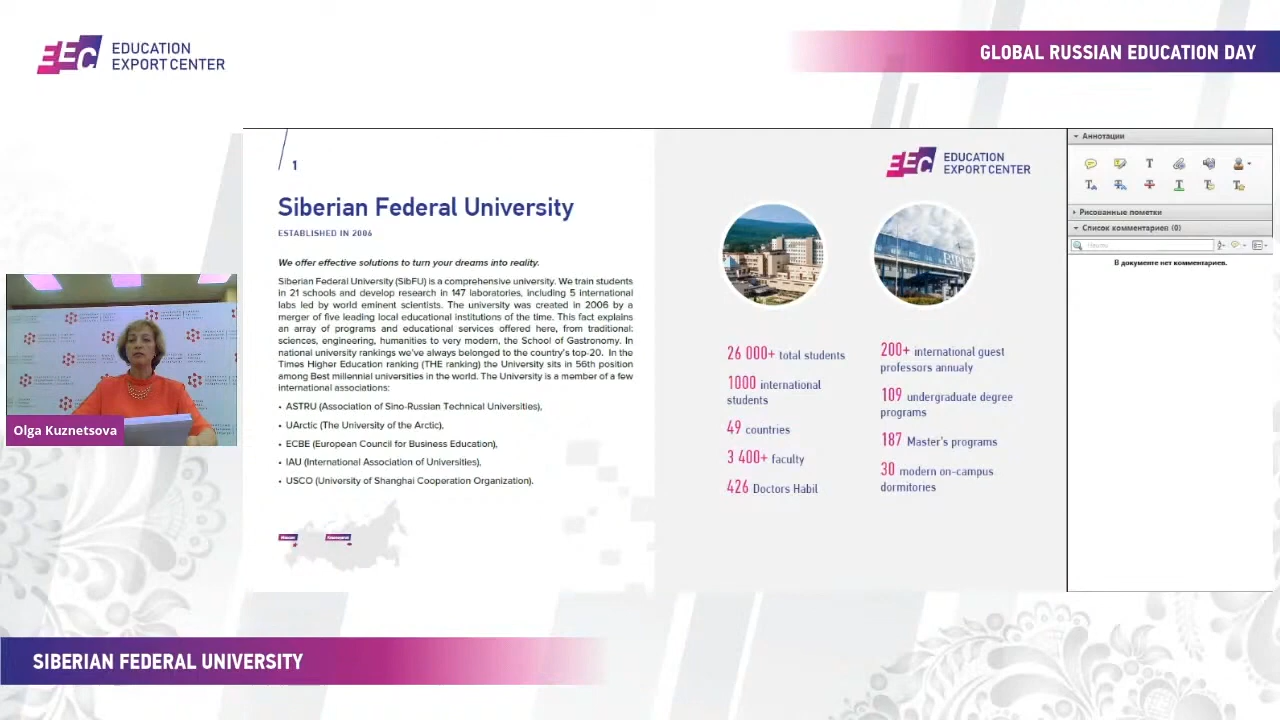 EEC EDUCATION
EXPORT CENTER
GLOBAL RUSSIAN EDUCATION DAY
1
Siberian Federal University
ESTABLISHED IN 2006
We offer effective solutions to turn your dreams into reality.
Siberian Federal University (SibFU) is a comprehensive university. We train students
in 21 schools and develop research in 147 laboratories, including 5 international
labs led by world eminent scientists. The university was created in 2006 by a
merger of five leading local educational institutions of the time. This fact explains
an array of programs and educational services offered here, from traditional:
sciences, engineering, humanities to very modern, the School of Gastronomy. In
national university rankings we've always belonged to the country's top-20. In the
Times Higher Education ranking (THE ranking) the University sits in 56th position
among Best millennial universities in the world. The University is a member of a few
international associations:
• ASTRU (Association of Sino-Russian Technical Universities),
• UArctic (The University of the Arctic),
• ECBE (European Council for Business Education),
• IAU (International Association of Universities),
• USCO (University of Shanghai Cooperation Organization).
EEC EDUCATION
EXPORT CENTER
26 000+ total students
1000 international
students
49 countries
3 400+ faculty
426 Doctors Habil
200+ international guest
professors annualy
109 undergraduate degree
programs
187 Master's programs
30 modern on-campus
dormitories
Аннотации
Рисованные пометки
Список комментариев (0)
В документе нет комментариев.
Olga Kuznetsova
SIBERIAN FEDERAL UNIVERSITY